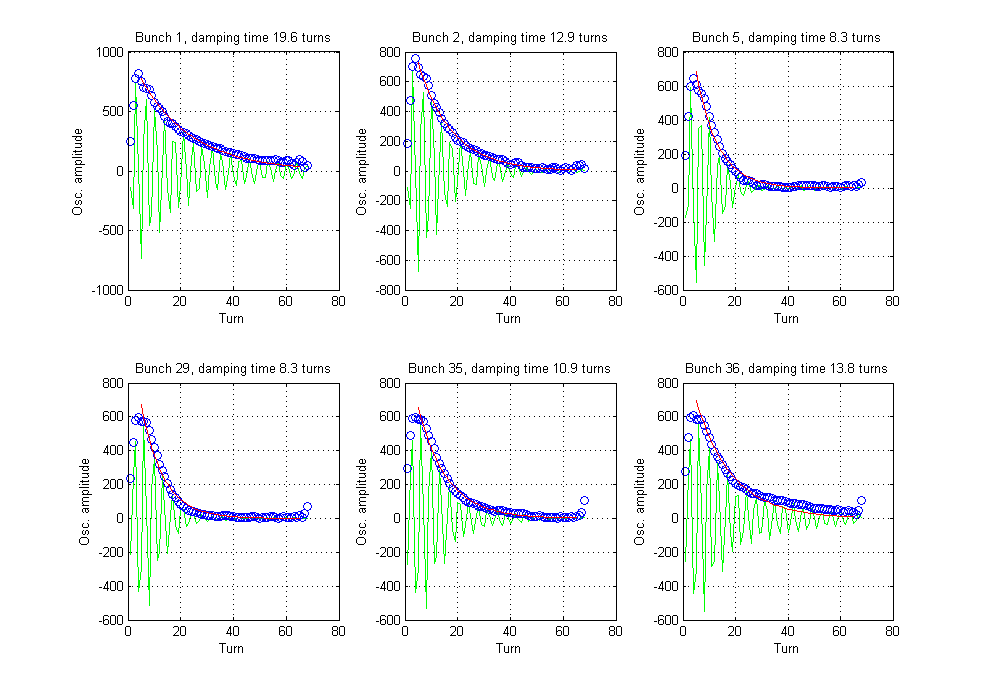 Bunch 1, damping time 19.6 turns
1000
500
0
-500
-1000
0 20 40 60 80
Osc. amplitude
Turn
Bunch 2, damping time 12.9 turns
800
600
400
200
0
-200
-400
-600
-800
0 20 40 60 80
Osc. amplitude
Turn
Bunch 5, damping time 8.3 turns
800
600
400
200
0
-200
-400
-600
0 20 40 60 80
Osc. amplitude
Turn
Bunch 29, damping time 8.3 turns
800
600
400
200
0
-200
-400
-600
0 20 40 60 80
Osc. amplitude
Turn
Bunch 35, damping time 10.9 turns
800
600
400
200
0
-200
-400
-600
0 20 40 60 80
Osc. amplitude
Turn
Bunch 36, damping time 13.8 turns
800
600
400
200
0
-200
-400
-600
0 20 40 60 80
Osc. amplitude
Turn